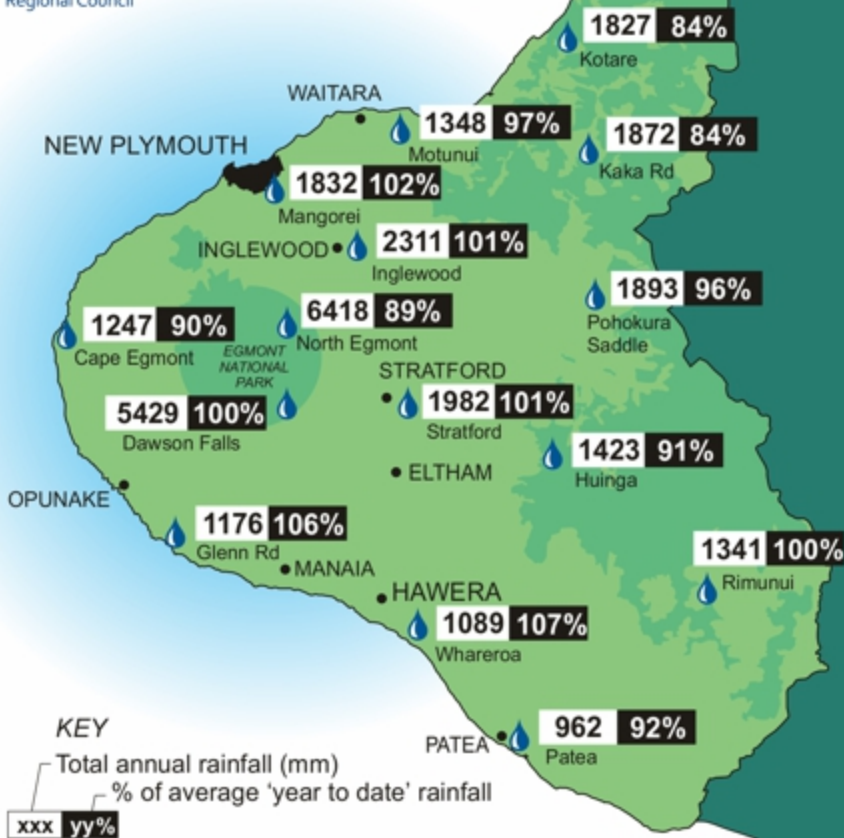 Regional Council
1827 84%
Kotare
WAITARA
1348 97%
Motunui
1872 84%
Kaka Rd
NEW PLYMOUTH
1832 102%
Mangorei
INGLEWOOD
2311 101%
Inglewood
1893 96%
Pohokura
Saddle
6418 89%
North Egmont
1247 90%
Cape Egmont
EGMONT
NATIONAL
PARK
STRATFORD
5429 100%
Dawson Falls
1982 101%
Stratford
1423 91%
Huinga
ELTHAM
OPUNAKE
1176 106%
Glenn Rd
MANAIA
1341 100%
Rimunui
HAWERA
1089 107%
Whareroa
962 92%
Patea
PATEA
KEY
Total annual rainfall (mm)
% of average 'year to date' rainfall
xxx yy%